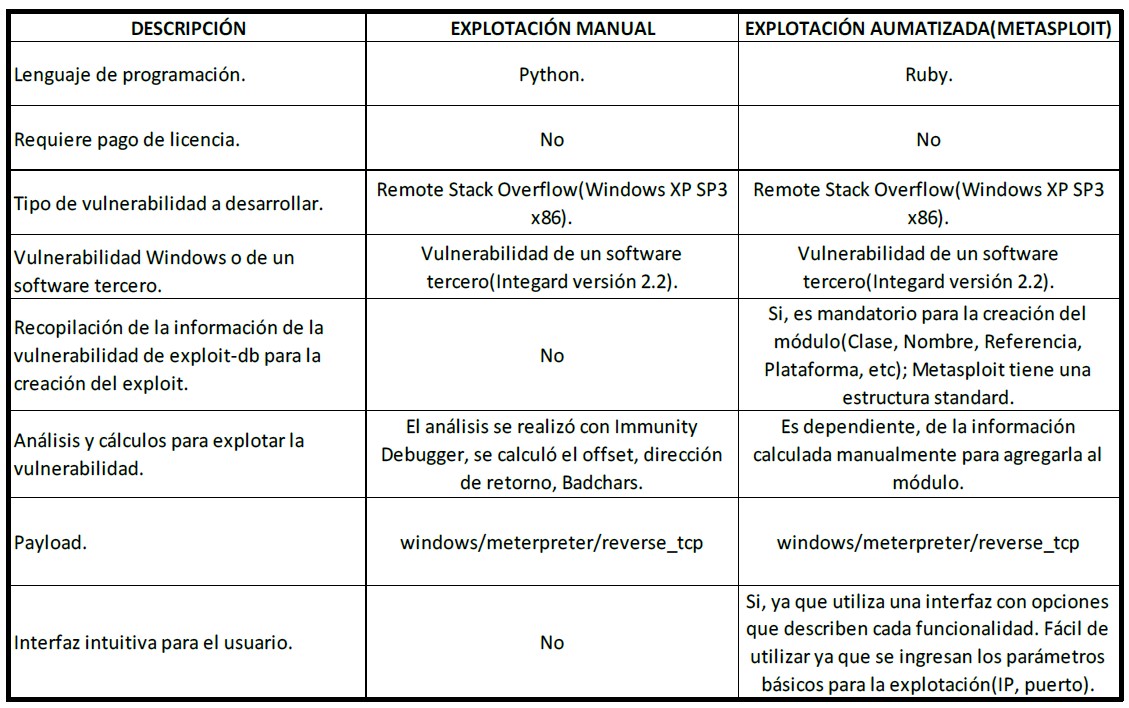 DESCRIPCIÓN
EXPLOTACIÓN MANUAL
EXPLOTACIÓN AUMATIZADA(METASPLOIT)
Lenguaje de programación.
Python.
Ruby.
Requiere pago de licencia.
No
No
Tipo de vulnerabilidad a desarrollar.
Remote Stack Overflow(Windows XP SP3
x86).
Remote Stack Overflow(Windows XP SP3
x86).
Vulnerabilidad Windows o de un
software tercero.
Vulnerabilidad de un software
tercero(Integard versión 2.2).
Vulnerabilidad de un software
tercero(Integard versión 2.2).
Recopilación de la información de la
vulnerabilidad de exploit-db para la
creación del exploit.
No
Si, es mandatorio para la creación del
módulo(Clase, Nombre, Referencia,
Plataforma, etc); Metasploit tiene una
estructura standard.
Análisis y cálculos para explotar la
vulnerabilidad.
El análisis se realizó con Immunity
Debugger, se calculó el offset, dirección
de retorno, Badchars.
Es dependiente, de la información
calculada manualmente para agregarla al
módulo.
Payload.
windows/meterpreter/reverse_tcp
windows/meterpreter/reverse_tcp
Interfaz intuitiva para el usuario.
No
Si, ya que utiliza una interfaz con opciones
que describen cada funcionalidad. Fácil de
utilizar ya que se ingresan los parámetros
básicos para la explotación(IP, puerto).